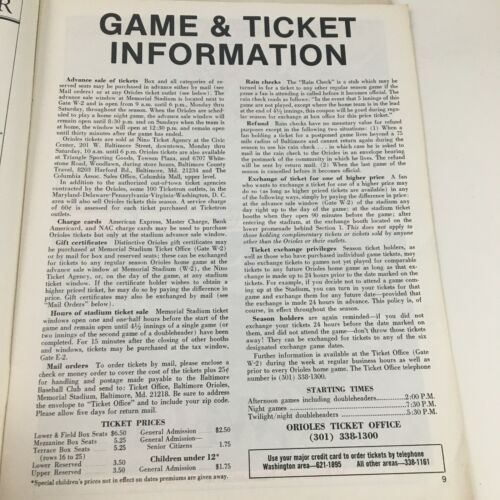 R
GAME & TICKET
INFORMATION
Advance sale of tickets Box and all categories of re-
served seats may be purchased in advance either by mail (see
Mail orders) or at any Orioles ticket outlet (see below). The
advance sale window at Memorial Stadium is located next to
Gate W-2 and is open from 9 a.m. until 6 p.m., Monday thru
Saturday, throughout the season. When the Orioles are sched-
uled to play a home night game, the advance sale window will
remain open until 8:30 p.m. and on Sundays when the team is
at home, the window will open at 12:30 p.m. and remain open
until thirty minutes after the game has ended.
Orioles tickets are sold at Nino Ticket Agency at the Civic
Center, 201 W. Baltimore Street, downtown, Monday thru
Saturday, 10 a.m. until 6 p.m. Orioles tickets are also available
at Triangle Sporting Goods, Towson Plaza, and 6707 White-
stone Road, Woodlawn, during store hours, Baltimore County
Travel, 8203 Harford Rd., Baltimore, Md. 21234 and The
Columbia Assoc. Sales Office, Columbia Mall, upper level.
In addition to the authorized out-of-town ticket agencies
contracted by the Orioles, some 100 Ticketron outlets, in the
Maryland-Delaware-Pennsylvania-Virginia-Washington, D.C.
area will also sell Orioles tickets this season. A service charge
of 60¢ is assessed for each ticket purchased at Ticketron
outlets.
Charge cards American Express, Master Charge, Bank
Americard, and NAC charge cards may be used to purchase
Orioles tickets but only at the stadium advance sale window.
Gift certificates Distinctive Orioles gift certificates may
be purchased at Memorial Stadium Ticket Office (Gate W-2)
or by mail for box and reserved seats; these can be exchanged
for tickets to any regular season Orioles home game at the
advance sale window at Memorial Stadium (W-2), the Nino
Ticket Agency, or, on the day of the game, at any stadium
ticket window. If the certificate holder wishes to obtain a
higher priced ticket, he may do so by paying the difference in
price. Gift certificates may also be exchanged by mail (see
"Mail Orders" below).
Hours of stadium ticket sale Memorial Stadium ticket
windows open one and one-half hours before the start of the
game and remain open until 4½ innings of a single game (or
two innings of the second game of a doubleheader) have been
completed. For 15 minutes after the closing of other booths
and windows, tickets may be purchased at the tax window,
Gate E-2.
Mail orders To order tickets by mail, please enclose a
check or money order to cover the cost of the tickets plus 25¢
for handling and postage made payable to the Baltimore
Baseball Club and send to: Ticket Office, Baltimore Orioles,
Memorial Stadium, Baltimore, Md. 21218. Be sure to address
the envelope to "Ticket Office" and to include your zip code.
Please allow five days for return mail.
TICKET PRICES
Lower & Field Box Seats $6.50
Mezzanine Box Seats 5.25
Terrace Box Seats 5.25
(rows 16 to 25)
Lower Reserved 3.50
Upper Reserved 3.50
General Admission $2.50
General Admission—
Senior Citizens 1.75
Children under 12*
General Admission $1.75
*Special children's prices not in effect on dates premiums are given away.
Rain checks The "Rain Check" is a stub which may be
turned in for a ticket to any other regular season game if the
game a fan is attending is called before it becomes official. The
rain check reads as follows: "In the event that 5 innings of this
game are not played, except where the home team is in the lead
at the end of 4½ innings, this coupon will be good during regu-
lar season for exchange at box office for this price ticket."
Refund Rain checks have no monetary value for refund
purposes except in the following two situations: (1) When a
fan holding a ticket for a postponed game lives beyond a 75
mile radius of Baltimore and cannot return again during the
season to use his rain check . . . in which case he is asked to
mail in the rain check to the Orioles in an envelope bearing
the postmark of the community in which he lives. The refund
will be sent by return mail. (2) When the last game of the
season is cancelled before it becomes official.
Exchange of ticket for one of higher price A fan
who wants to exchange a ticket for one of a higher price may
do so (as long as higher priced tickets are available) in any
of the following ways, simply by paying the difference in price:
any day right up to the day of the game; at the stadium ticket
booths when they open 90 minutes before the game; after
entering the stadium, at the exchange booth located on the
lower promenade behind Section 1. This does not apply to
those holding complimentary tickets or tickets sold by anyone
other than the Orioles or their outlets.
Ticket exchange privileges Season ticket holders, as
well as those who have purchased individual game tickets, may
also exchange tickets to games not yet played for comparable
tickets to any future Orioles home game as long as that ex-
change is made up to 24 hours prior to the date marked on the
tickets. For example, if you decide not to attend a game com-
ing up at the Stadium, you can turn in your tickets for that
game and exchange them for any future date—provided that
the exchange is made 24 hours in advance. This policy is, of
course, in effect throughout the season.
Season holders are again reminded—if you did not
exchange your tickets 24 hours before the date marked on
them, and did not attend the game—don't throw those tickets
away! They can be exchanged for tickets to any of the six
designated exchange game dates.
Further information is available at the Ticket Office (Gate
W-2) during the week at regular business hours as well as
prior to every Orioles home game. The Ticket Office telephone
number is (301) 338-1300.
STARTING TIMES
Afternoon games including doubleheaders 2:00 P.M.
Night games 7:30 P.M.
Twilight/night doubleheaders 5:30 P.M.
ORIOLES TICKET OFFICE
(301) 338-1300
Use your major credit card to order tickets by telephone
Washington area—621-1895 All other areas—338-1161
9